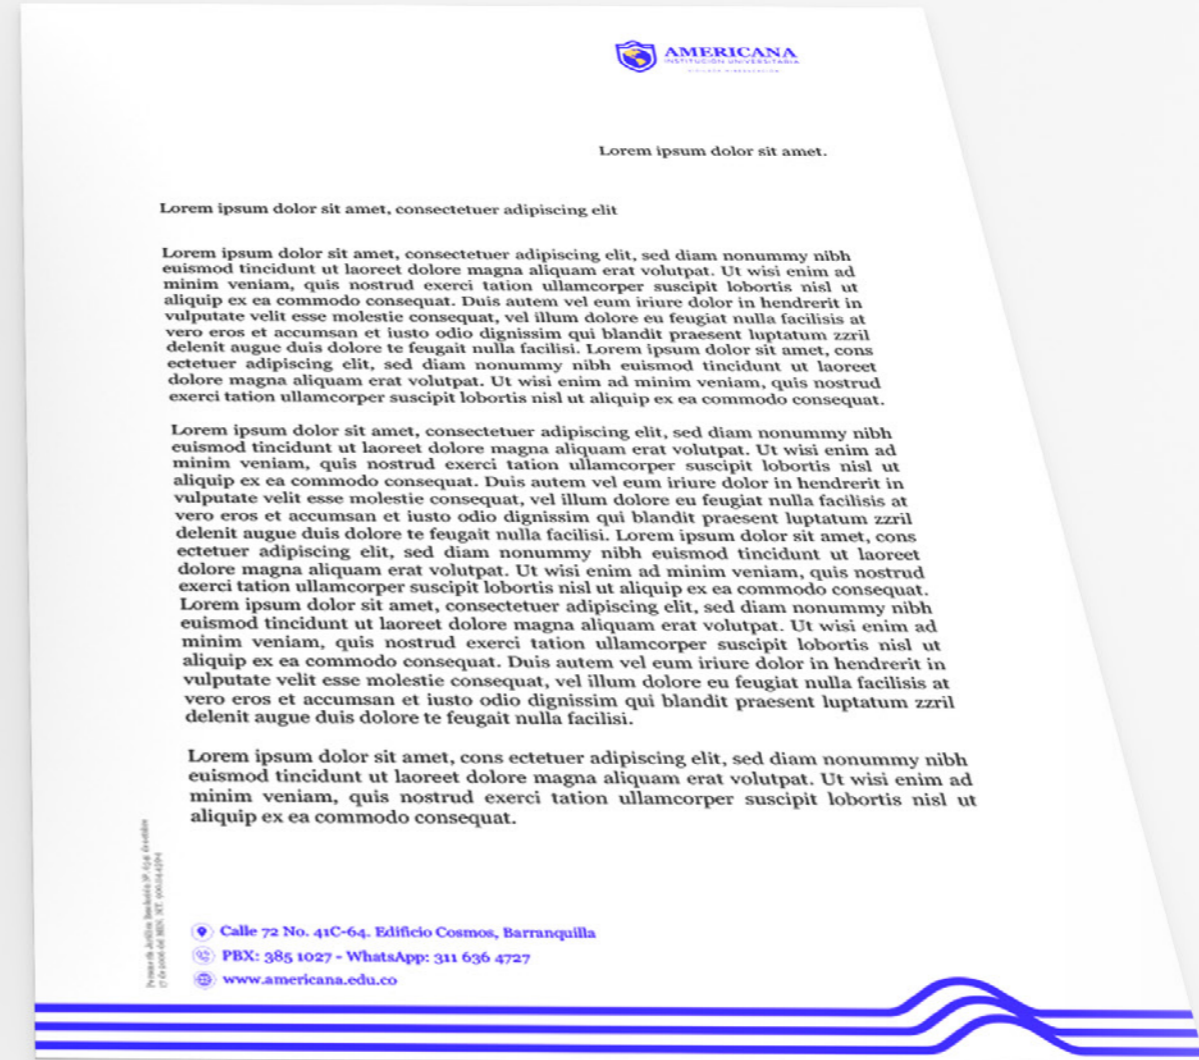 AMERICANA
INSTITUCIÓN UNIVERSITARIA
Lorem ipsum dolor sit amet.
Lorem ipsum dolor sit amet, consectetuer adipiscing elit
Lorem ipsum dolor sit amet, consectetuer adipiscing elit, sed diam nonummy nibh
euismod tincidunt ut laoreet dolore magna aliquam erat volutpat. Ut wisi enim ad
minim veniam, quis nostrud exerci tation ullamcorper suscipit lobortis nisl ut
aliquip ex ea commodo consequat. Duis autem vel eum iriure dolor in hendrerit in
vulputate velit esse molestie consequat, vel illum dolore eu feugiat nulla facilisis at
vero eros et accumsan et iusto odio dignissim qui blandit praesent luptatum zzril
delenit augue duis dolore te feugait nulla facilisi. Lorem ipsum dolor sit amet, cons
ectetuer adipiscing elit, sed diam nonummy nibh euismod tincidunt ut laoreet
dolore magna aliquam erat volutpat. Ut wisi enim ad minim veniam, quis nostrud
exerci tation ullamcorper suscipit lobortis nisl ut aliquip ex ea commodo consequat.
Lorem ipsum dolor sit amet, consectetuer adipiscing elit, sed diam nonummy nibh
euismod tincidunt ut laoreet dolore magna aliquam erat volutpat. Ut wisi enim ad
minim veniam, quis nostrud exerci tation ullamcorper suscipit lobortis nisl ut
aliquip ex ea commodo consequat. Duis autem vel eum iriure dolor in hendrerit in
vulputate velit esse molestie consequat, vel illum dolore eu feugiat nulla facilisis at
vero eros et accumsan et iusto odio dignissim qui blandit praesent luptatum zzril
delenit augue duis dolore te feugait nulla facilisi. Lorem ipsum dolor sit amet, cons
ectetuer adipiscing elit, sed diam nonummy nibh euismod tincidunt ut laoreet
dolore magna aliquam erat volutpat. Ut wisi enim ad minim veniam, quis nostrud
exerci tation ullamcorper suscipit lobortis nisl ut aliquip ex ea commodo consequat.
Lorem ipsum dolor sit amet, consectetuer adipiscing elit, sed diam nonummy nibh
euismod tincidunt ut laoreet dolore magna aliquam erat volutpat. Ut wisi enim ad
minim veniam, quis nostrud exerci tation ullamcorper suscipit lobortis nisl ut
aliquip ex ea commodo consequat. Duis autem vel eum iriure dolor in hendrerit in
vulputate velit esse molestie consequat, vel illum dolore eu feugiat nulla facilisis at
vero eros et accumsan et iusto odio dignissim qui blandit praesent luptatum zzril
delenit augue duis dolore te feugait nulla facilisi.
Lorem ipsum dolor sit amet, cons ectetuer adipiscing elit, sed diam nonummy nibh
euismod tincidunt ut laoreet dolore magna aliquam erat volutpat. Ut wisi enim ad
minim veniam, quis nostrud exerci tation ullamcorper suscipit lobortis nisl ut
aliquip ex ea commodo consequat.
Calle 72 No. 41C-64. Edificio Cosmos, Barranquilla
PBX: 385 1027 - WhatsApp: 311 636 4727
www.americana.edu.co